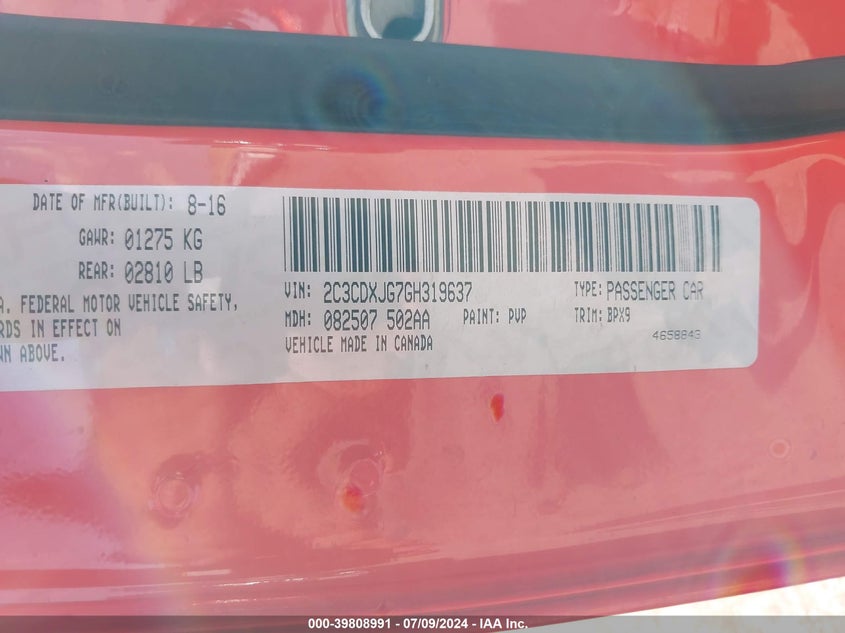 DATE OF MFR(BUILT): 8-16
GAWR: 01275 KG
REAR: 02810 LB
A. FEDERAL MOTOR VEHICLE SAFETY,
RDS IN EFFECT ON
WN ABOVE.
VIN: 2C3CDXJG7GH319637 TYPE: PASSENGER CAR
MDH: 082507 502AA PAINT: PVP TRIM: BPX9
VEHICLE MADE IN CANADA 4658843
000-39808991 - 07/09/2024 - IAA Inc.